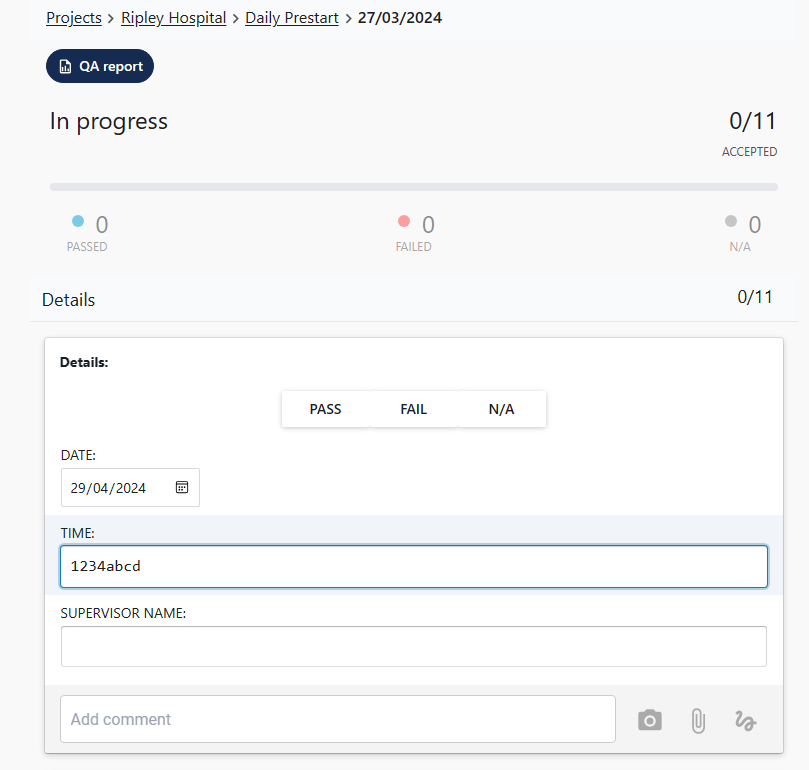 Projects > Ripley Hospital > Daily Prestart > 27/03/2024
QA report
In progress
0/11
ACCEPTED
0
PASSED
0
FAILED
0
N/A
Details
0/11
Details:
PASS FAIL N/A
DATE:
29/04/2024
TIME:
1234abcd
SUPERVISOR NAME:
Add comment